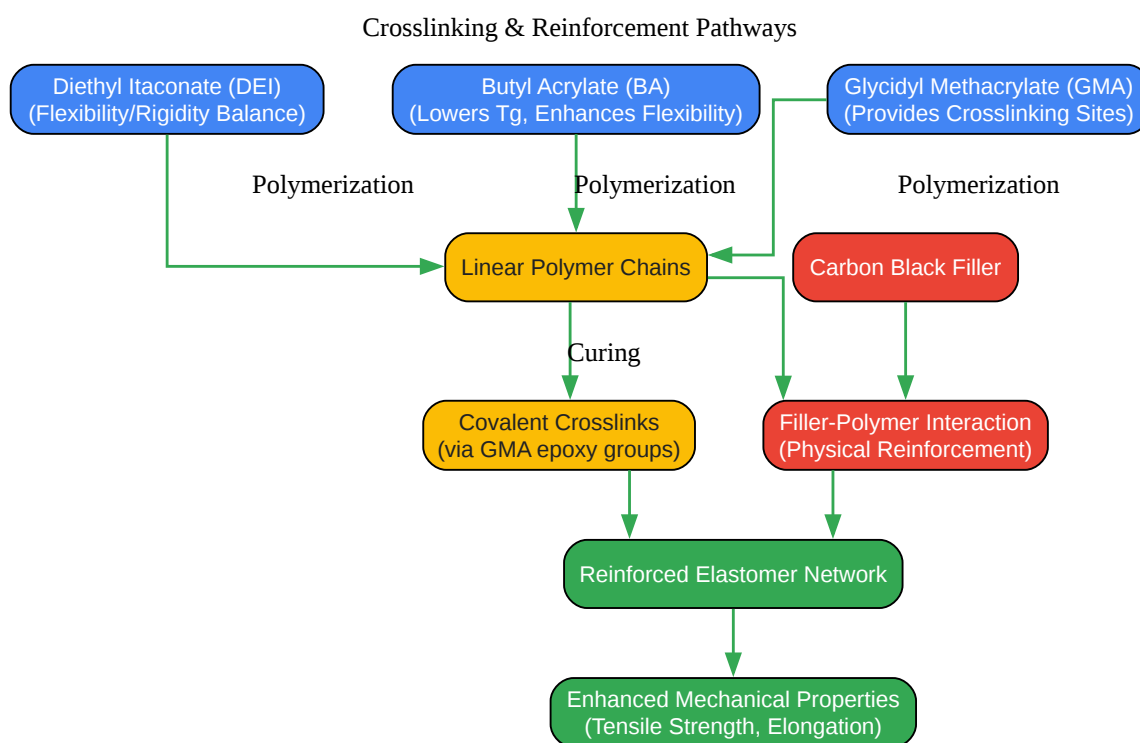 Crosslinking & Reinforcement Pathways
Diethyl Itaconate (DEI)
(Flexibility/Rigidity Balance)
Butyl Acrylate (BA)
(Lowers Tg, Enhances Flexibility)
Glycidyl Methacrylate (GMA)
(Provides Crosslinking Sites)
Polymerization
Polymerization
Polymerization
Linear Polymer Chains
Carbon Black Filler
Curing
Covalent Crosslinks
(via GMA epoxy groups)
Filler-Polymer Interaction
(Physical Reinforcement)
Reinforced Elastomer Network
Enhanced Mechanical Properties
(Tensile Strength, Elongation)